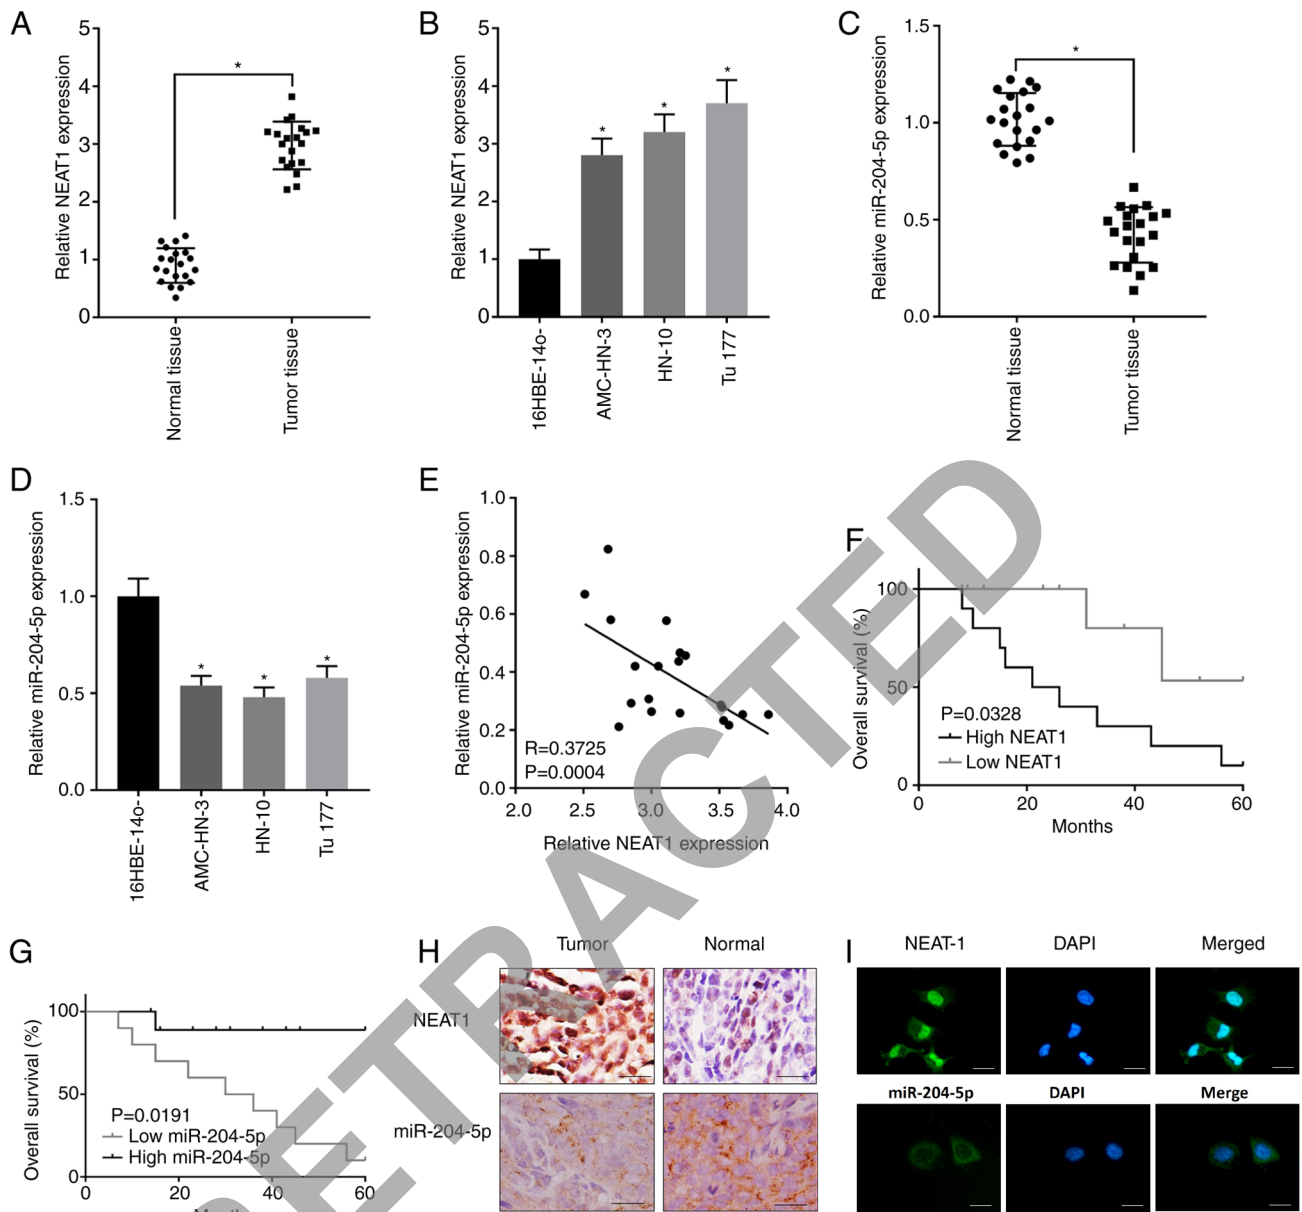 A
Relative NEAT1 expression
5
4
3
2
1
0
*
Normal tissue
Tumor tissue
B
Relative NEAT1 expression
5
4
3
2
1
0
*
*
*
16HBE-14o-
AMC-HN-3
HN-10
Tu 177
C
Relative miR-204-5p expression
1.5
1.0
0.5
0.0
*
Normal tissue
Tumor tissue
D
Relative miR-204-5p expression
1.5
1.0
0.5
0.0
*
*
*
16HBE-14o-
AMC-HN-3
HN-10
Tu 177
E
Relative miR-204-5p expression
1.0
0.8
0.6
0.4
0.2
0.0
R=0.3725
P=0.0004
2.0 2.5 3.0 3.5 4.0
Relative NEAT1 expression
F
Overall survival (%)
100
50
0
P=0.0328
High NEAT1
Low NEAT1
0 20 40 60
Months
G
Overall survival (%)
100
50
0
P=0.0191
Low miR-204-5p
High miR-204-5p
0 20 40 60
Months
H
Tumor Normal
NEAT1
miR-204-5p
I
NEAT-1 DAPI Merged
miR-204-5p DAPI Merge
RETRACTED